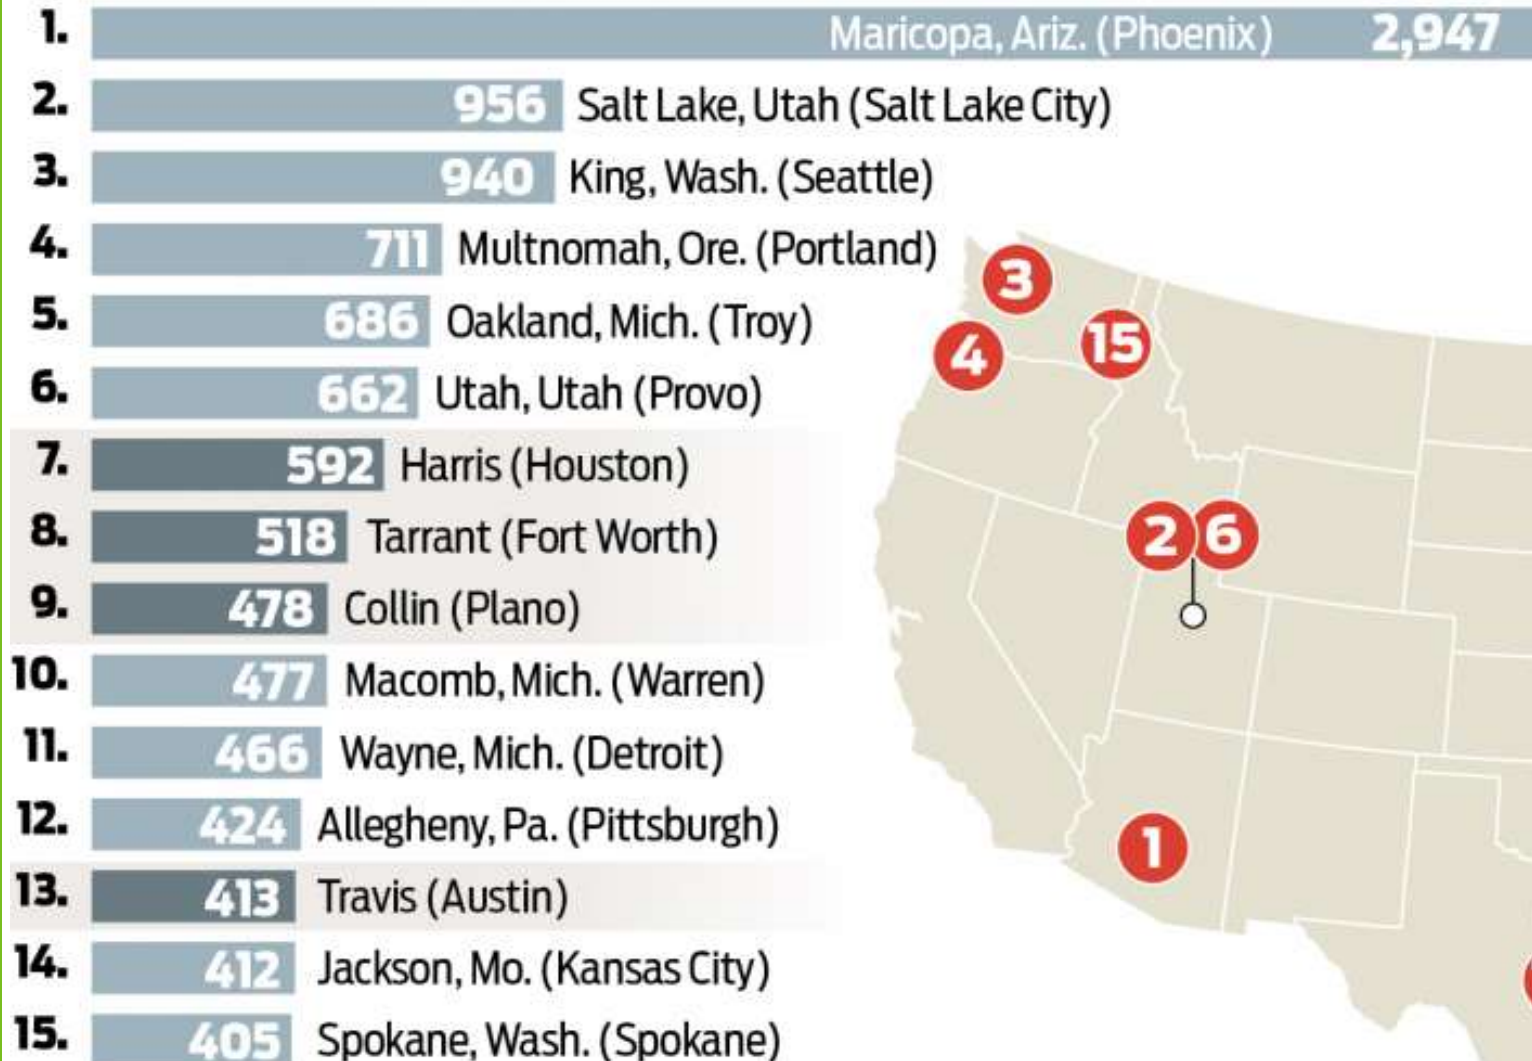 1. Maricopa, Ariz. (Phoenix) 2,947
2. 956 Salt Lake, Utah (Salt Lake City)
3. 940 King, Wash. (Seattle)
4. 711 Multnomah, Ore. (Portland)
5. 686 Oakland, Mich. (Troy)
6. 662 Utah, Utah (Provo)
7. 592 Harris (Houston)
8. 518 Tarrant (Fort Worth)
9. 478 Collin (Plano)
10. 477 Macomb, Mich. (Warren)
11. 466 Wayne, Mich. (Detroit)
12. 424 Allegheny, Pa. (Pittsburgh)
13. 413 Travis (Austin)
14. 412 Jackson, Mo. (Kansas City)
15. 405 Spokane, Wash. (Spokane)
3
4
15
2 6
1